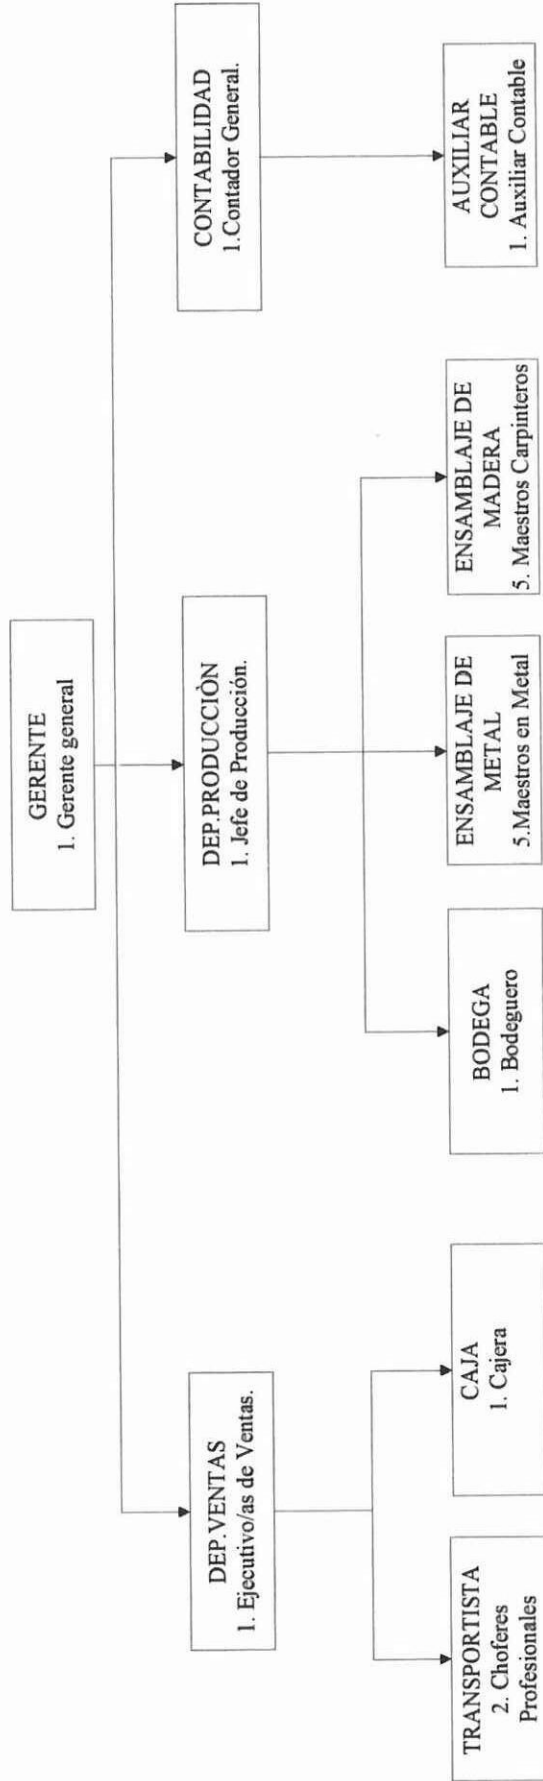 GERENTE
1. Gerente general
DEP.VENTAS
1. Ejecutivo/as de Ventas.
DEP.PRODUCCIÒN
1. Jefe de Producción.
CONTABILIDAD
1.Contador General.
TRANSPORTISTA
2. Choferes
Profesionales
CAJA
1. Cajera
BODEGA
1. Bodeguero
ENSAMBLAJE DE
METAL
5.Maestros en Metal
ENSAMBLAJE DE
MADERA
5. Maestros Carpinteros
AUXILIAR
CONTABLE
1. Auxiliar Contable